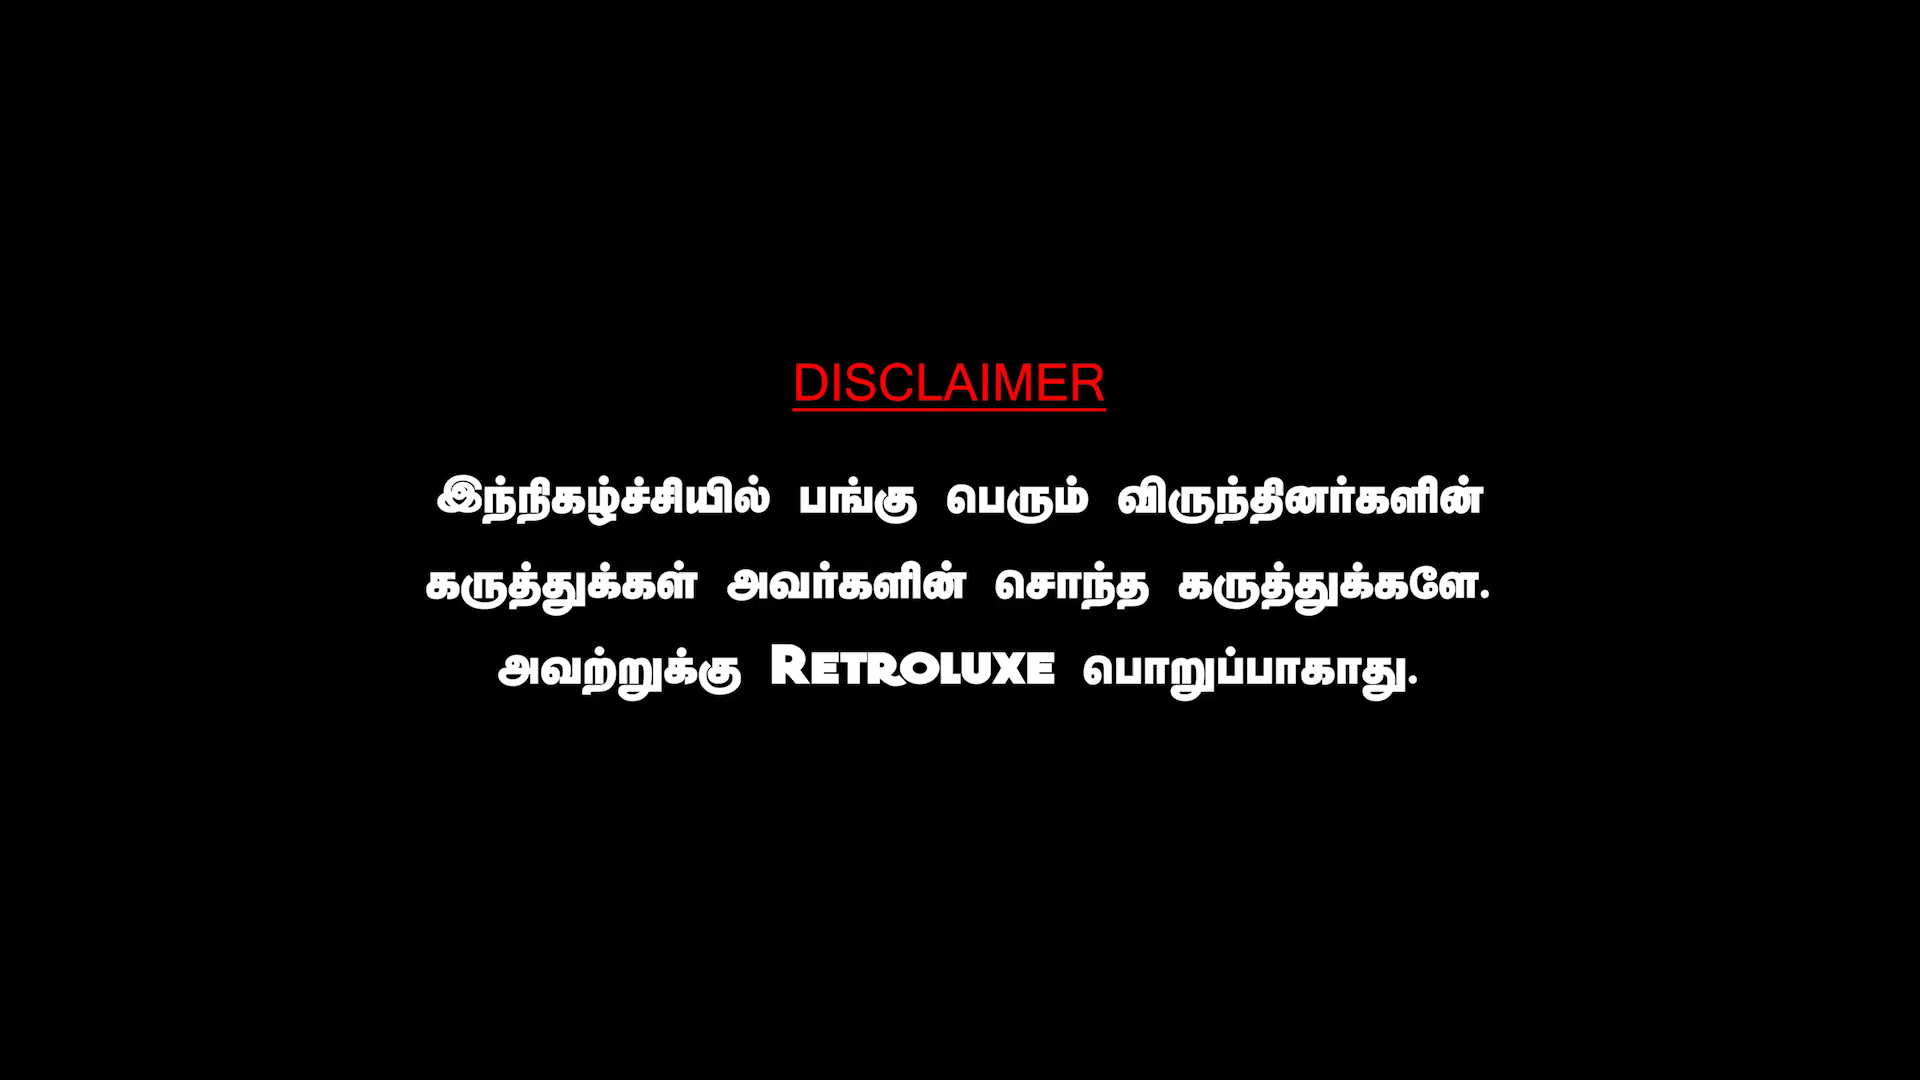 DISCLAIMER
இந்நிகழ்ச்சியில் பங்கு பெரும் விருந்தினர்களின்
கருத்துக்கள் அவர்களின் சொந்த கருத்துக்களே.
அவற்றுக்கு RETROLUXE பொறுப்பாகாது.